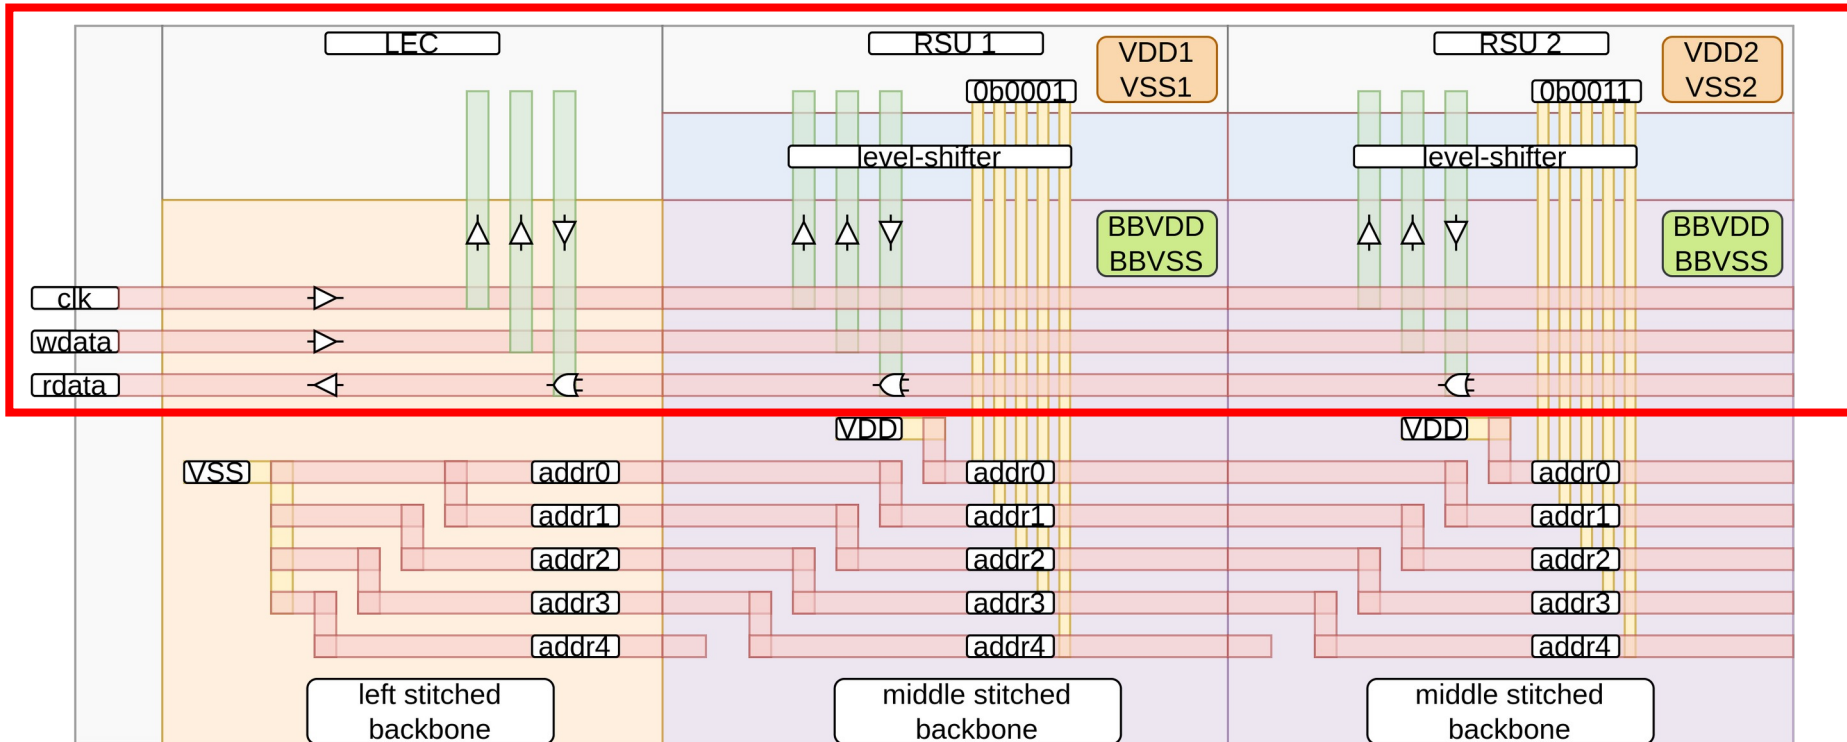 LEC
RSU 1
VDD1
VSS1
RSU 2
VDD2
VSS2
0b0001
0b0011
level-shifter
level-shifter
BBVDD
BBVSS
BBVDD
BBVSS
clk
wdata
rdata
VDD
VDD
VSS
addr0
addr0
addr0
addr1
addr1
addr1
addr2
addr2
addr2
addr3
addr3
addr3
addr4
addr4
addr4
left stitched
backbone
middle stitched
backbone
middle stitched
backbone